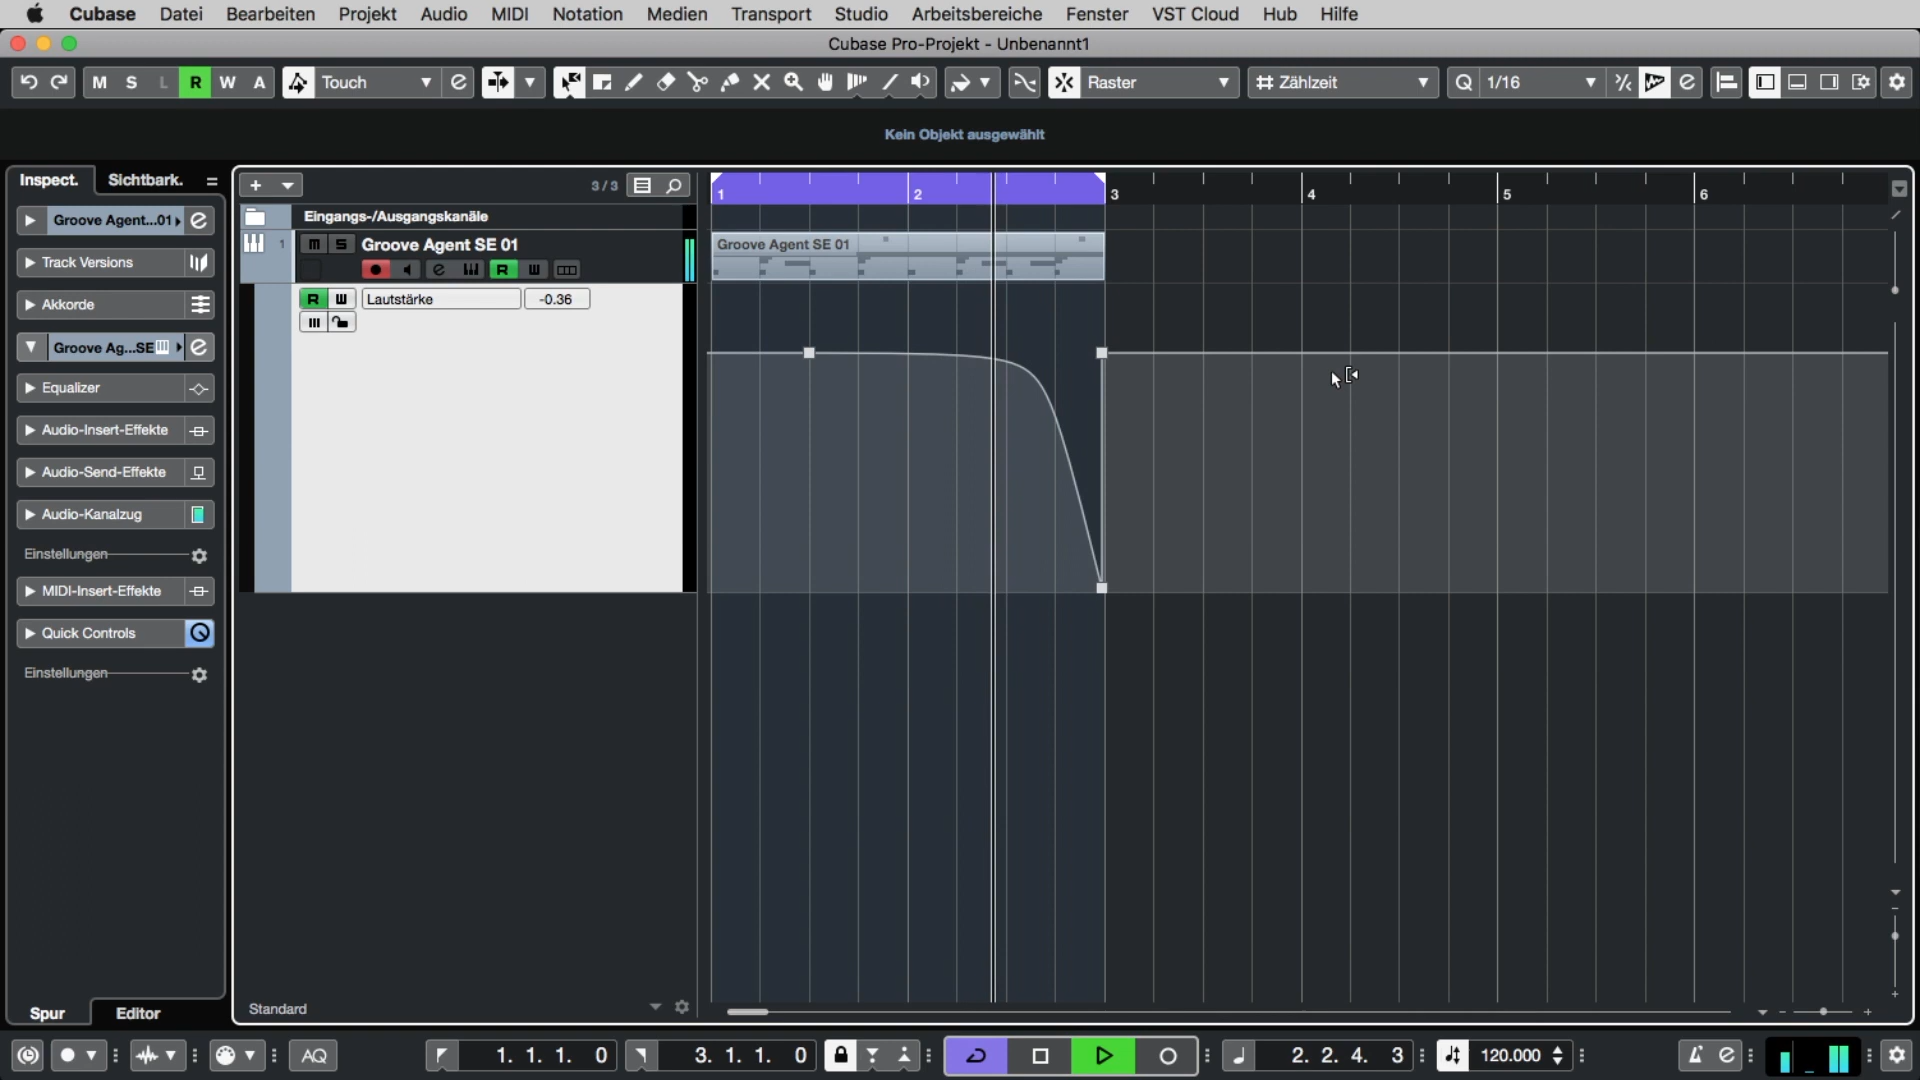 Cubase Datei Bearbeiten Projekt Audio MIDI Notation Medien Transport Studio Arbeitsbereiche Fenster VST Cloud Hub Hilfe
Cubase Pro-Projekt - Unbenannt1
M S L R W A Touch e Raster Zählzeit Q 1/16 e
Kein Objekt ausgewählt
Inspect. Sichtbark. 3/3 1 2 3 4 5 6
Groove Agent...01 e
Eingangs-/Ausgangskanäle
1 m S Groove Agent SE 01
Groove Agent SE 01
Track Versions
e R W
Akkorde
R W Lautstärke -0.36
Groove Ag...SE e
Equalizer
Audio-Insert-Effekte
Audio-Send-Effekte
Audio-Kanalzug
Einstellungen
MIDI-Insert-Effekte
Quick Controls
Einstellungen
Standard
Spur Editor
AQ 1. 1. 1. 0 3. 1. 1. 0 2. 2. 4. 3 120.000 e